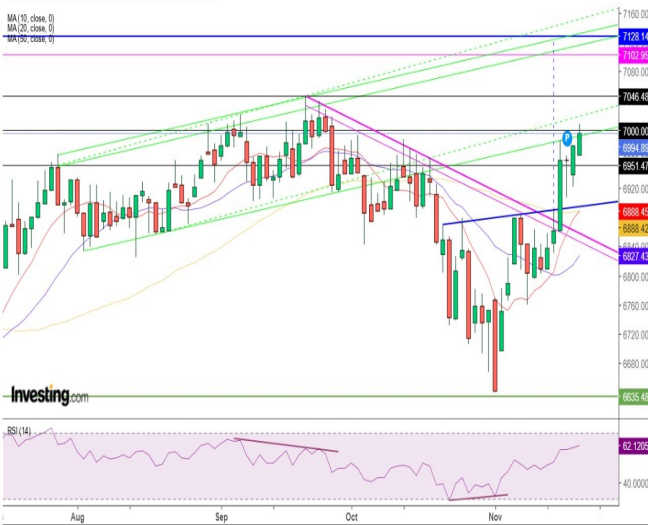 MA (10, close, 0)
MA (20, close, 0)
MA (50, close, 0)
7160.00
7128.14
7102.95
7080.00
7046.48
7000.00
6994.89
6951.47
6920.00
6888.45
6888.42
6840.00
6827.43
6800.00
6760.00
6720.00
6680.00
6635.48
P
Investing.com
RSI (14)
62.1205
40.0000
Aug
Sep
Oct
Nov